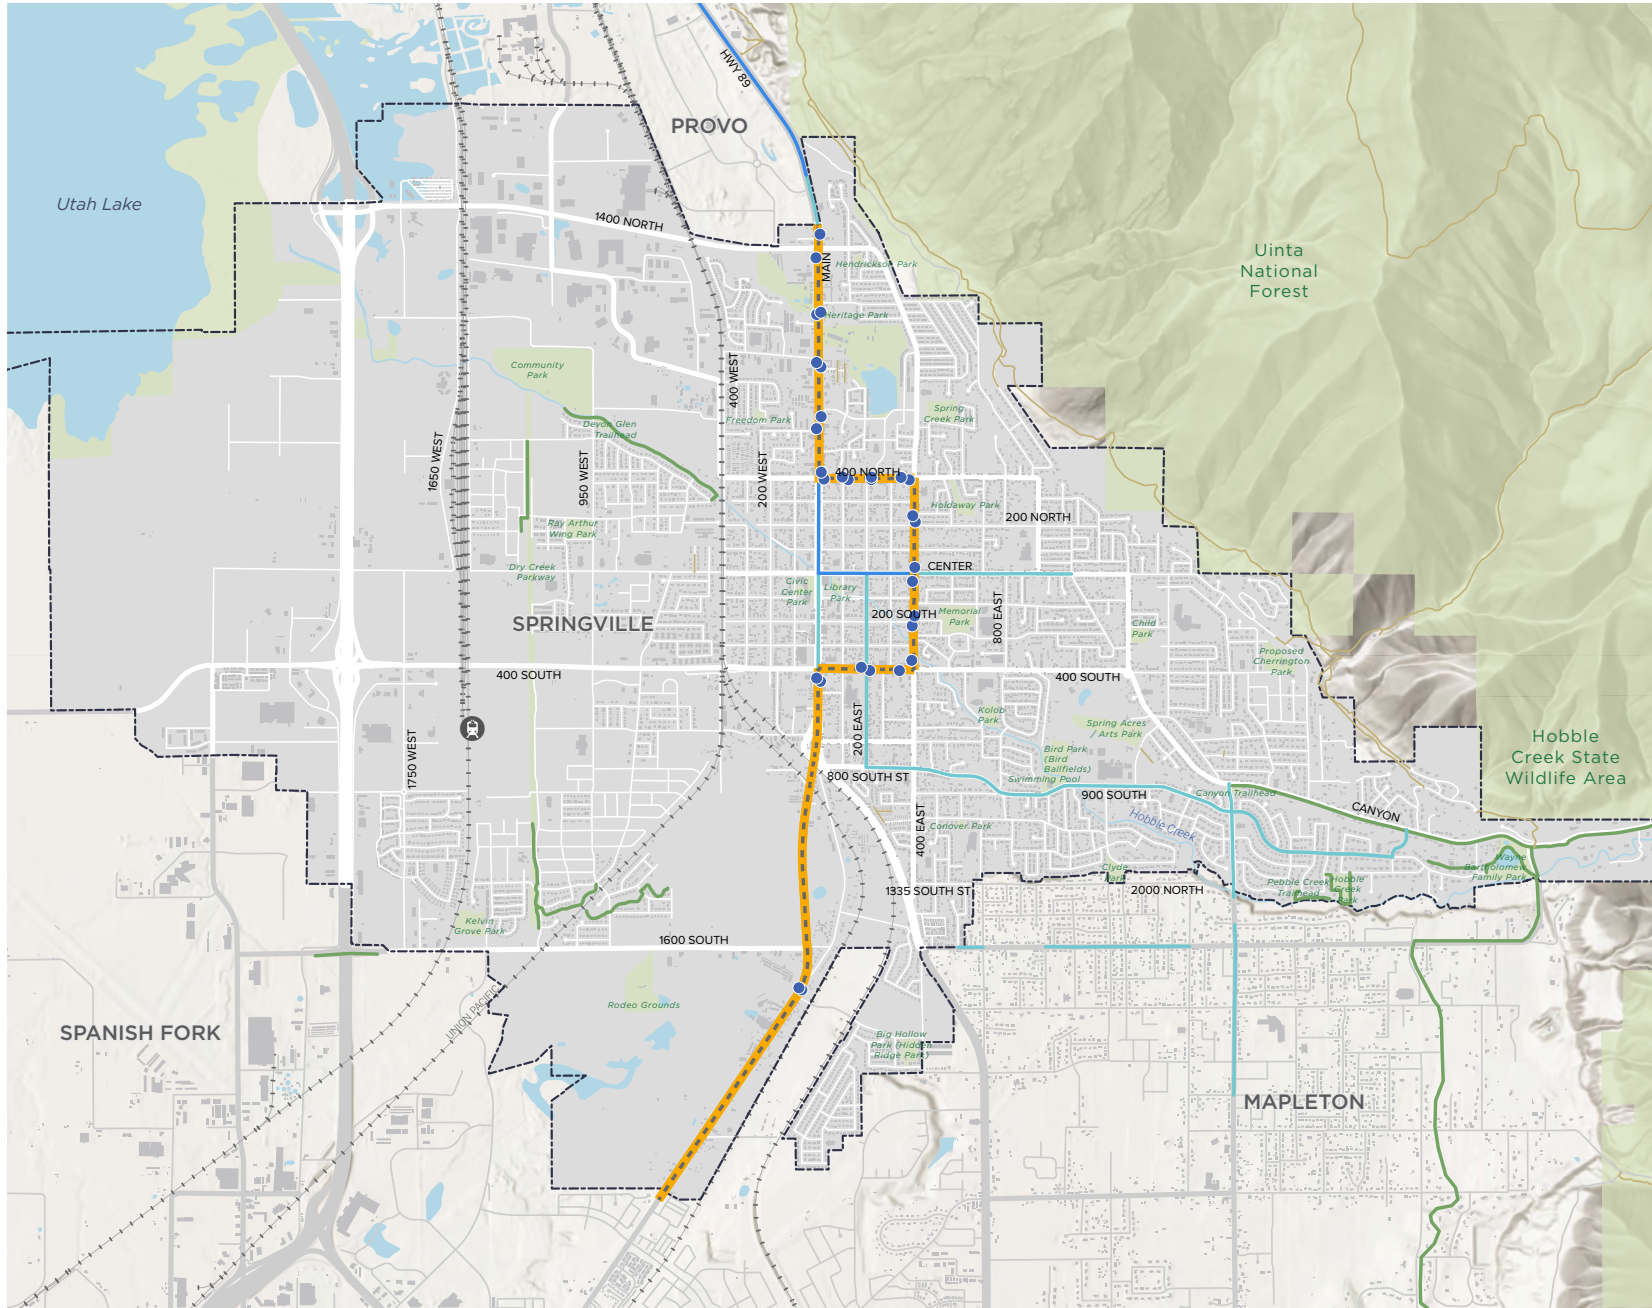 HWY 89
PROVO
Utah Lake
1400 NORTH
Uinta
National
Forest
MAIN
Hendrickson Park
Heritage Park
Community
Park
400 WEST
Spring
Creek Park
Freedom Park
Devon Glen
Trailhead
1650 WEST
950 WEST
200 WEST
400 NORTH
Holdaway Park
200 NORTH
Ray Arthur
Wing Park
Dry Creek
Parkway
CENTER
Civic
Center
Park
Library
Park
SPRINGVILLE
200 SOUTH
Memorial
Park
800 EAST
Child
Park
Proposed
Cherrington
Park
400 SOUTH
400 SOUTH
Kolob
Park
Spring Acres
/ Arts Park
200 EAST
1750 WEST
Bird Park
(Bird
Ballfields)
Swimming Pool
Hobble
Creek State
Wildlife Area
800 SOUTH ST
900 SOUTH
Canyon Trailhead
CANYON
400 EAST
Conover Park
Hobble Creek
Clyde
Park
Wayne
Bartholomew
Family Park
1335 SOUTH ST
2000 NORTH
Pebble Creek
Trailhead
Hobble
Creek
Park
Kelvin
Grove Park
1600 SOUTH
Rodeo Grounds
UNION PACIFIC
SPANISH FORK
Big Hollow
Park (Hidden
Ridge Park)
MAPLETON